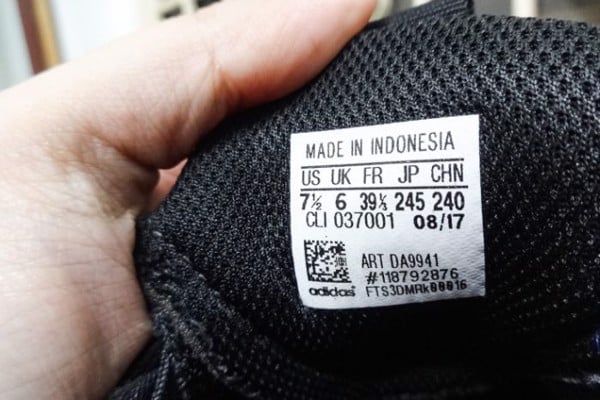 MADE IN INDONESIA
US UK FR JP CHN
7½ 6 39⅓ 245 240
CLI 037001 08/17
ART DA9941
#118792876
adidas FTS3DMRk00016